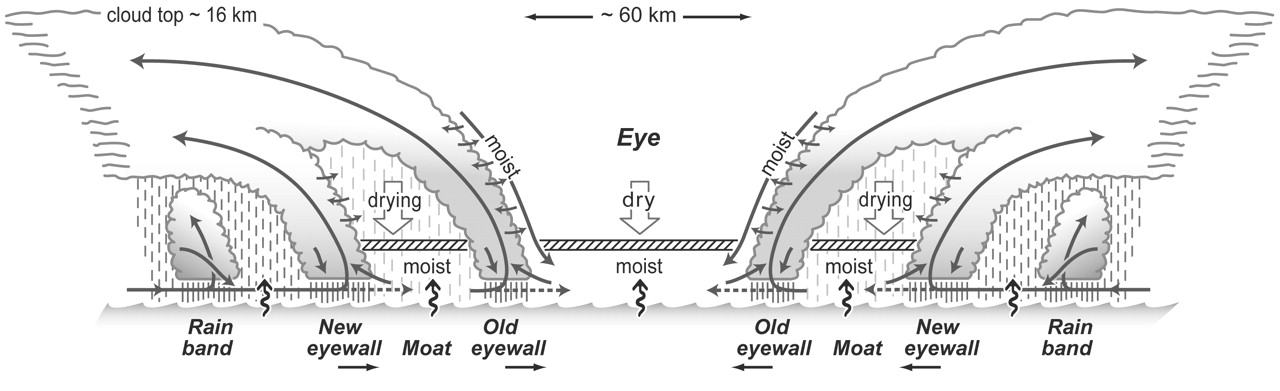 cloud top ~ 16 km
~ 60 km
Eye
moist
moist
drying
dry
drying
moist
moist
moist
Rain
band
New
eyewall
Moat
Old
eyewall
Old
eyewall
Moat
New
eyewall
Rain
band